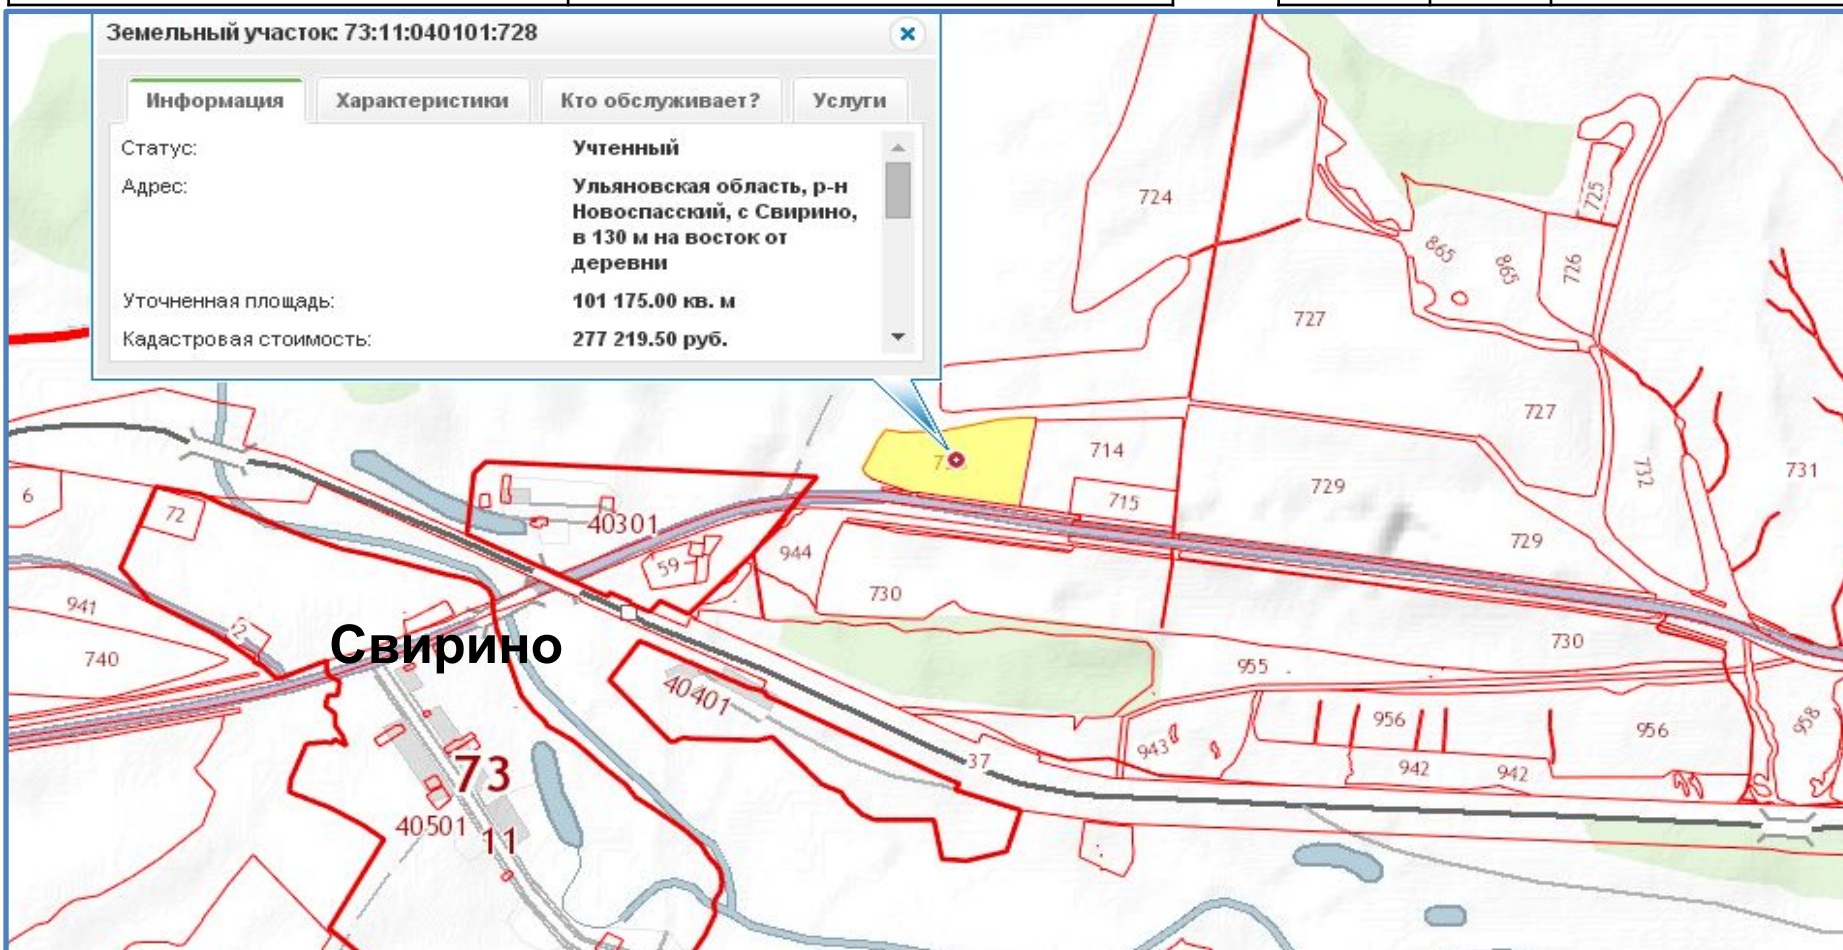 Земельный участок: 73:11:040101:728
Информация
Характеристики
Кто обслуживает?
Услуги
Статус:
Учтенный
Адрес:
Ульяновская область, р-н
Новоспасский, с Свирино,
в 130 м на восток от
деревни
Уточненная площадь:
101 175.00 кв. м
Кадастровая стоимость:
277 219.50 руб.
724
725
865
865
726
727
727
714
732
731
729
715
6
72
40301
729
944
59
730
941
2
Свирино
730
740
955
40401
956
956
958
943
37
942
942
73
40501
11